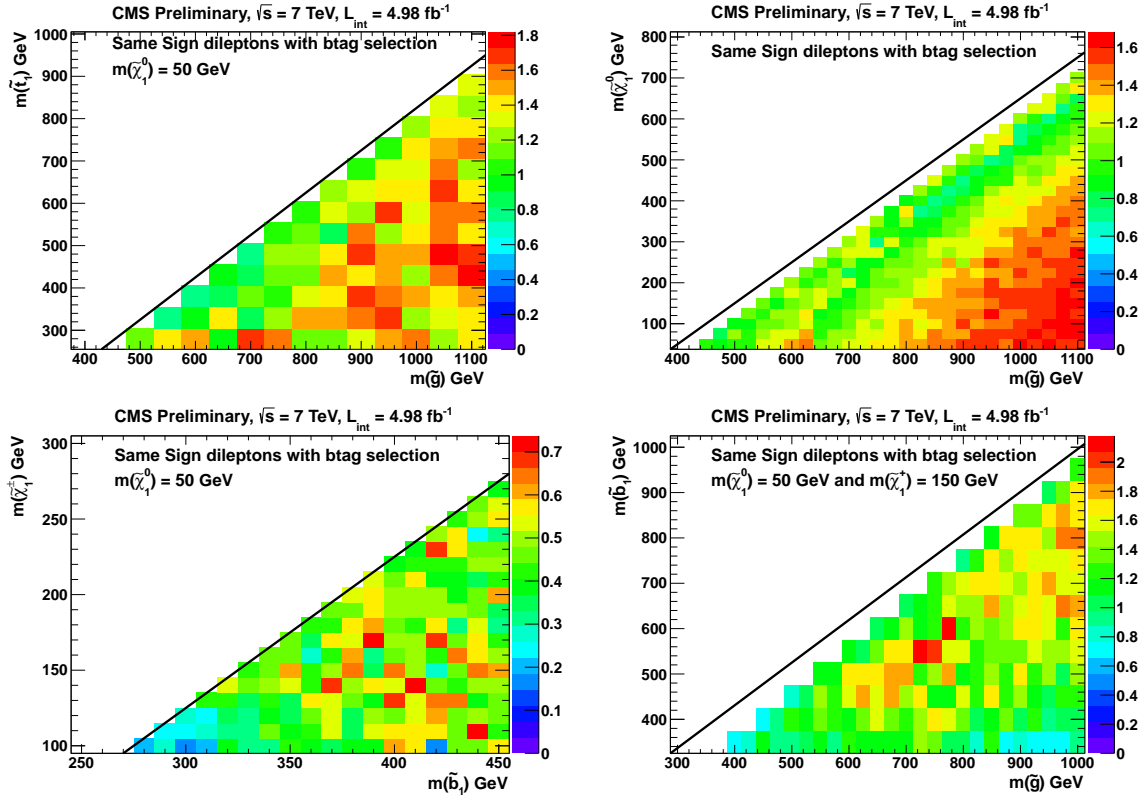 CMS Preliminary, √s = 7 TeV, L_int = 4.98 fb⁻¹
Same Sign dileptons with btag selection
m(χ̃₁⁰) = 50 GeV
m(t̃₁) GeV
1000
900
800
700
600
500
400
300
400 500 600 700 800 900 1000 1100
m(g̃) GeV
1.8
1.6
1.4
1.2
1
0.8
0.6
0.4
0.2
0
CMS Preliminary, √s = 7 TeV, L_int = 4.98 fb⁻¹
Same Sign dileptons with btag selection
m(χ̃₁⁰) GeV
800
700
600
500
400
300
200
100
400 500 600 700 800 900 1000 1100
m(g̃) GeV
1.6
1.4
1.2
1
0.8
0.6
0.4
0.2
0
CMS Preliminary, √s = 7 TeV, L_int = 4.98 fb⁻¹
Same Sign dileptons with btag selection
m(χ̃₁⁰) = 50 GeV
m(χ̃₁±) GeV
300
250
200
150
100
250 300 350 400 450
m(b̃₁) GeV
0.7
0.6
0.5
0.4
0.3
0.2
0.1
0
CMS Preliminary, √s = 7 TeV, L_int = 4.98 fb⁻¹
Same Sign dileptons with btag selection
m(χ̃₁⁰) = 50 GeV and m(χ̃₁⁺) = 150 GeV
m(b̃₁) GeV
1000
900
800
700
600
500
400
300 400 500 600 700 800 900 1000
m(g̃) GeV
2
1.8
1.6
1.4
1.2
1
0.8
0.6
0.4
0.2
0